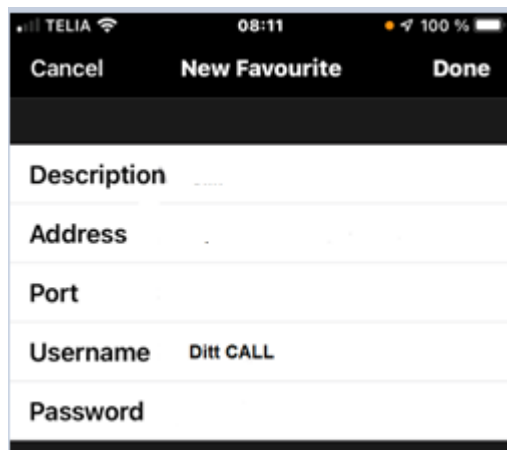 TELIA 08:11 100 %
Cancel New Favourite Done
Description
Address
Port
Username Ditt CALL
Password